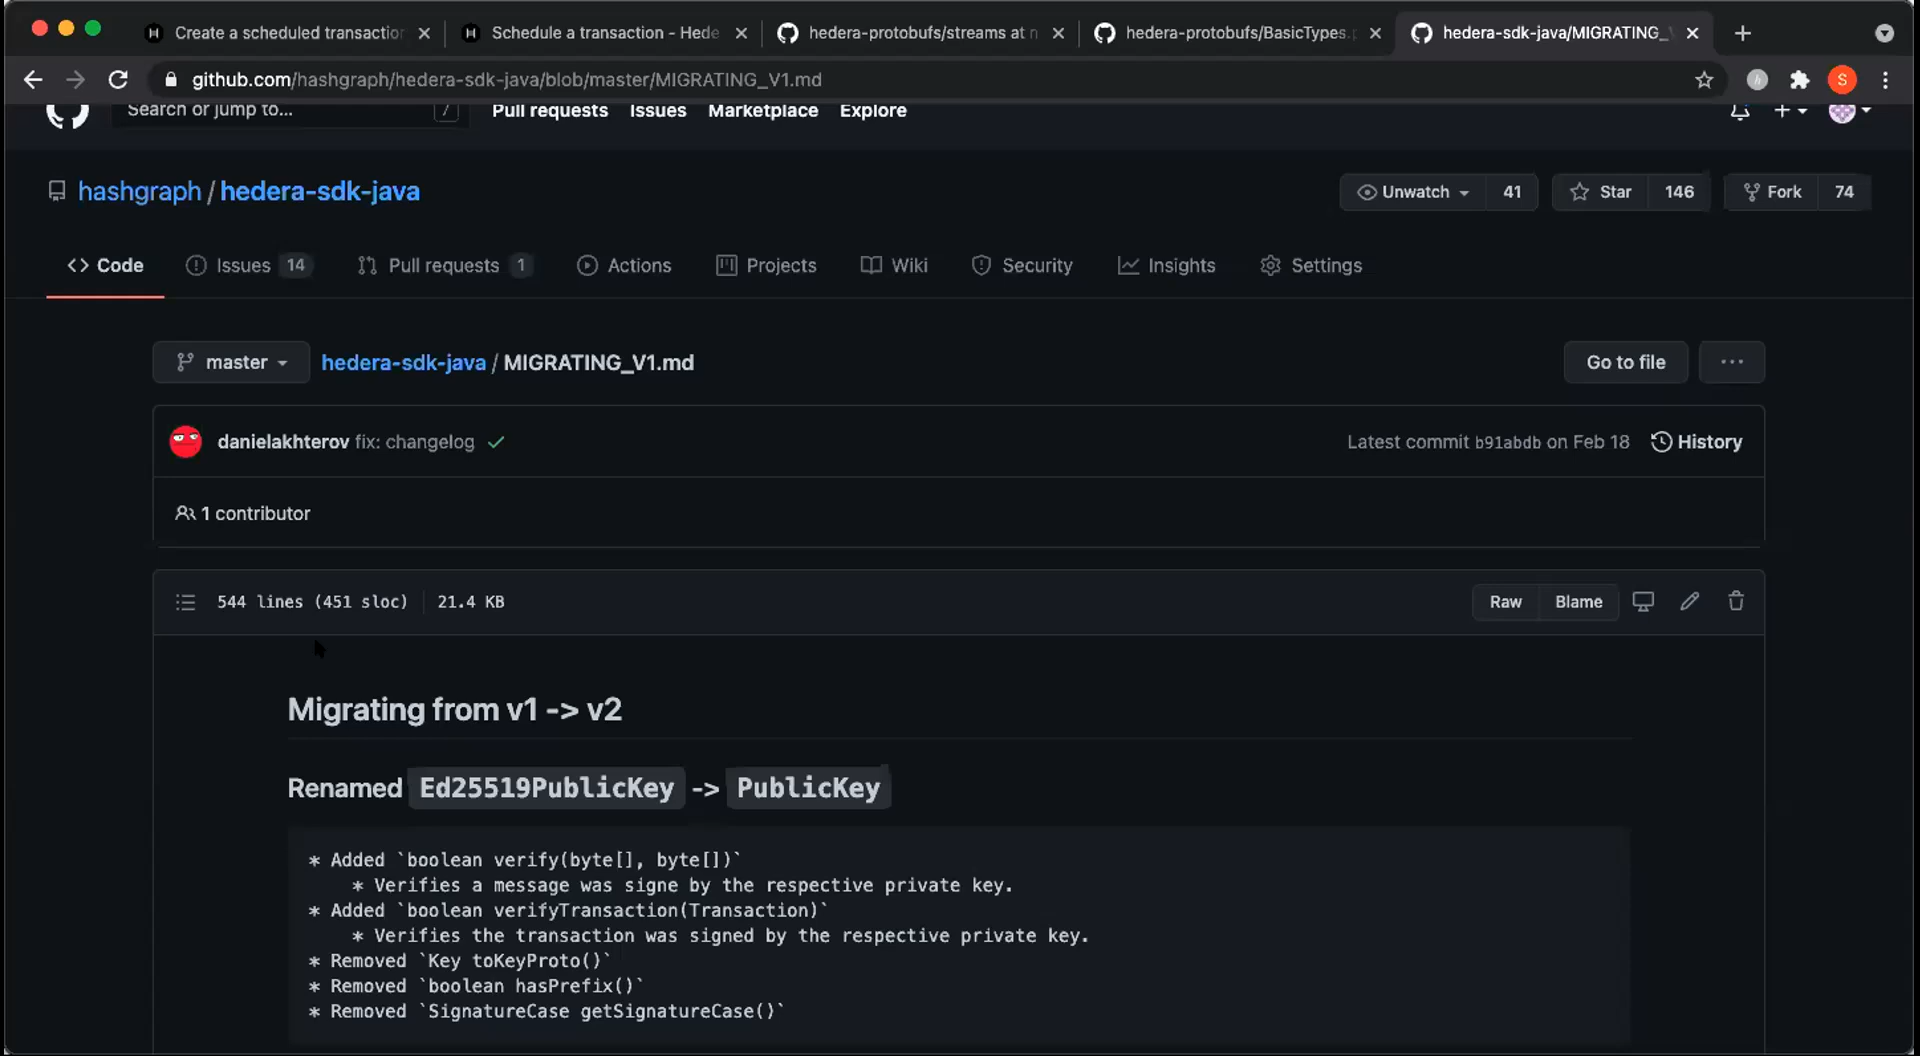 Create a scheduled transaction
Schedule a transaction - Hede
hedera-protobufs/streams at m
hedera-protobufs/BasicTypes.p
hedera-sdk-java/MIGRATING_V
github.com/hashgraph/hedera-sdk-java/blob/master/MIGRATING_V1.md
S
Search or jump to...
/
Pull requests
Issues
Marketplace
Explore
hashgraph / hedera-sdk-java
Unwatch 41
Star 146
Fork 74
Code
Issues 14
Pull requests 1
Actions
Projects
Wiki
Security
Insights
Settings
master
hedera-sdk-java / MIGRATING_V1.md
Go to file
danielakhterov fix: changelog
Latest commit b91abdb on Feb 18
History
1 contributor
544 lines (451 sloc) 21.4 KB
Raw
Blame
Migrating from v1 -> v2
Renamed Ed25519PublicKey -> PublicKey
* Added `boolean verify(byte[], byte[])`
* Verifies a message was signe by the respective private key.
* Added `boolean verifyTransaction(Transaction)`
* Verifies the transaction was signed by the respective private key.
* Removed `Key toKeyProto()`
* Removed `boolean hasPrefix()`
* Removed `SignatureCase getSignatureCase()`